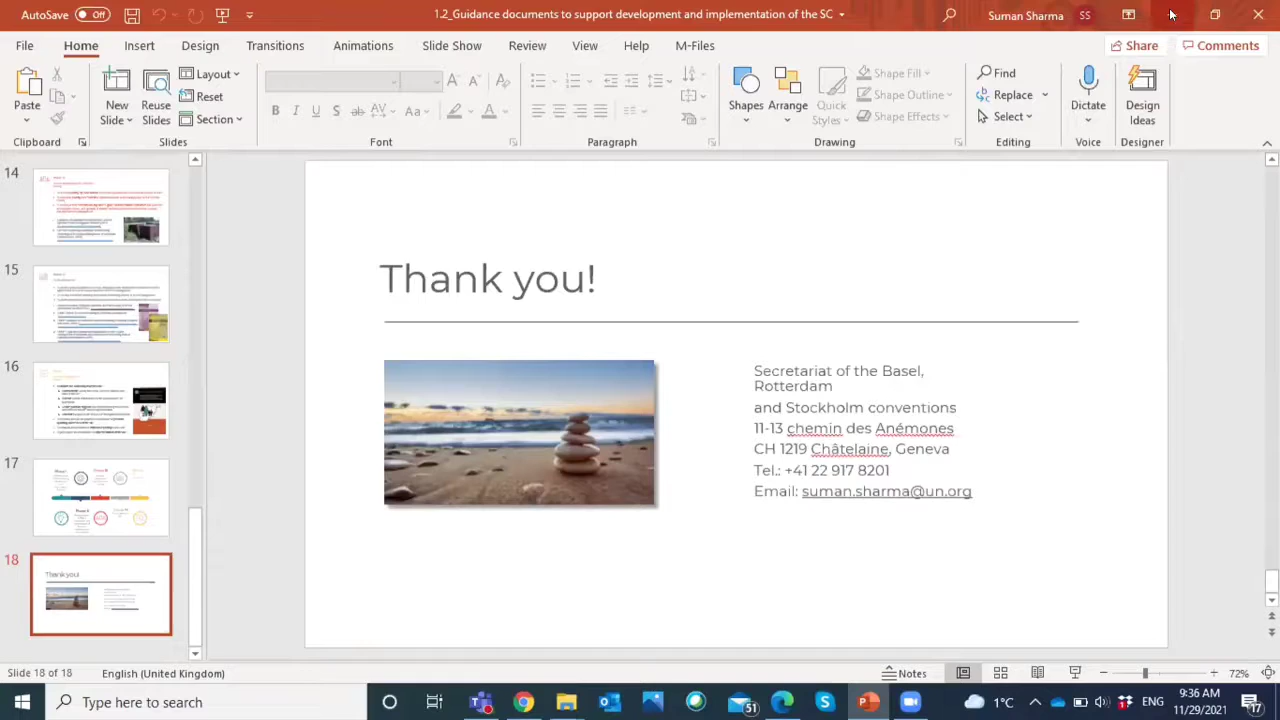 AutoSave Off
1.2_Guidance documents to support development and implementation of the SC
Suman Sharma SS
File Home Insert Design Transitions Animations Slide Show Review View Help M-Files
Share Comments
Paste
New Slide
Reuse Slides
Layout
Reset
Section
Shapes
Arrange
Quick Styles
Shape Fill
Shape Outline
Shape Effects
Find
Replace
Select
Dictate
Design Ideas
Clipboard Slides Font Paragraph Drawing Editing Voice Designer
14
15
16
17
18
Thank you!
Thank you!
Secretariat of the Basel,
Rotterdam
and Stockholm conventions
11-13 chemin des Anémones
CH 1219 Châtelaine, Geneva
Tel.: +41 22 917 8201
Email: suman.sharma@un.org
Slide 18 of 18 English (United Kingdom) Notes 72%
Type here to search
51
1°C
ENG
9:36 AM
11/29/2021
17